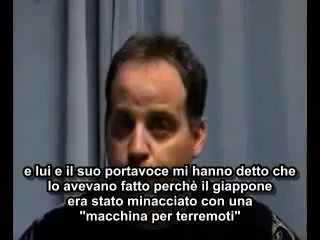 e lui e il suo portavoce mi hanno detto che
lo avevano fatto perchè il giappone
era stato minacciato con una
"macchina per terremoti"